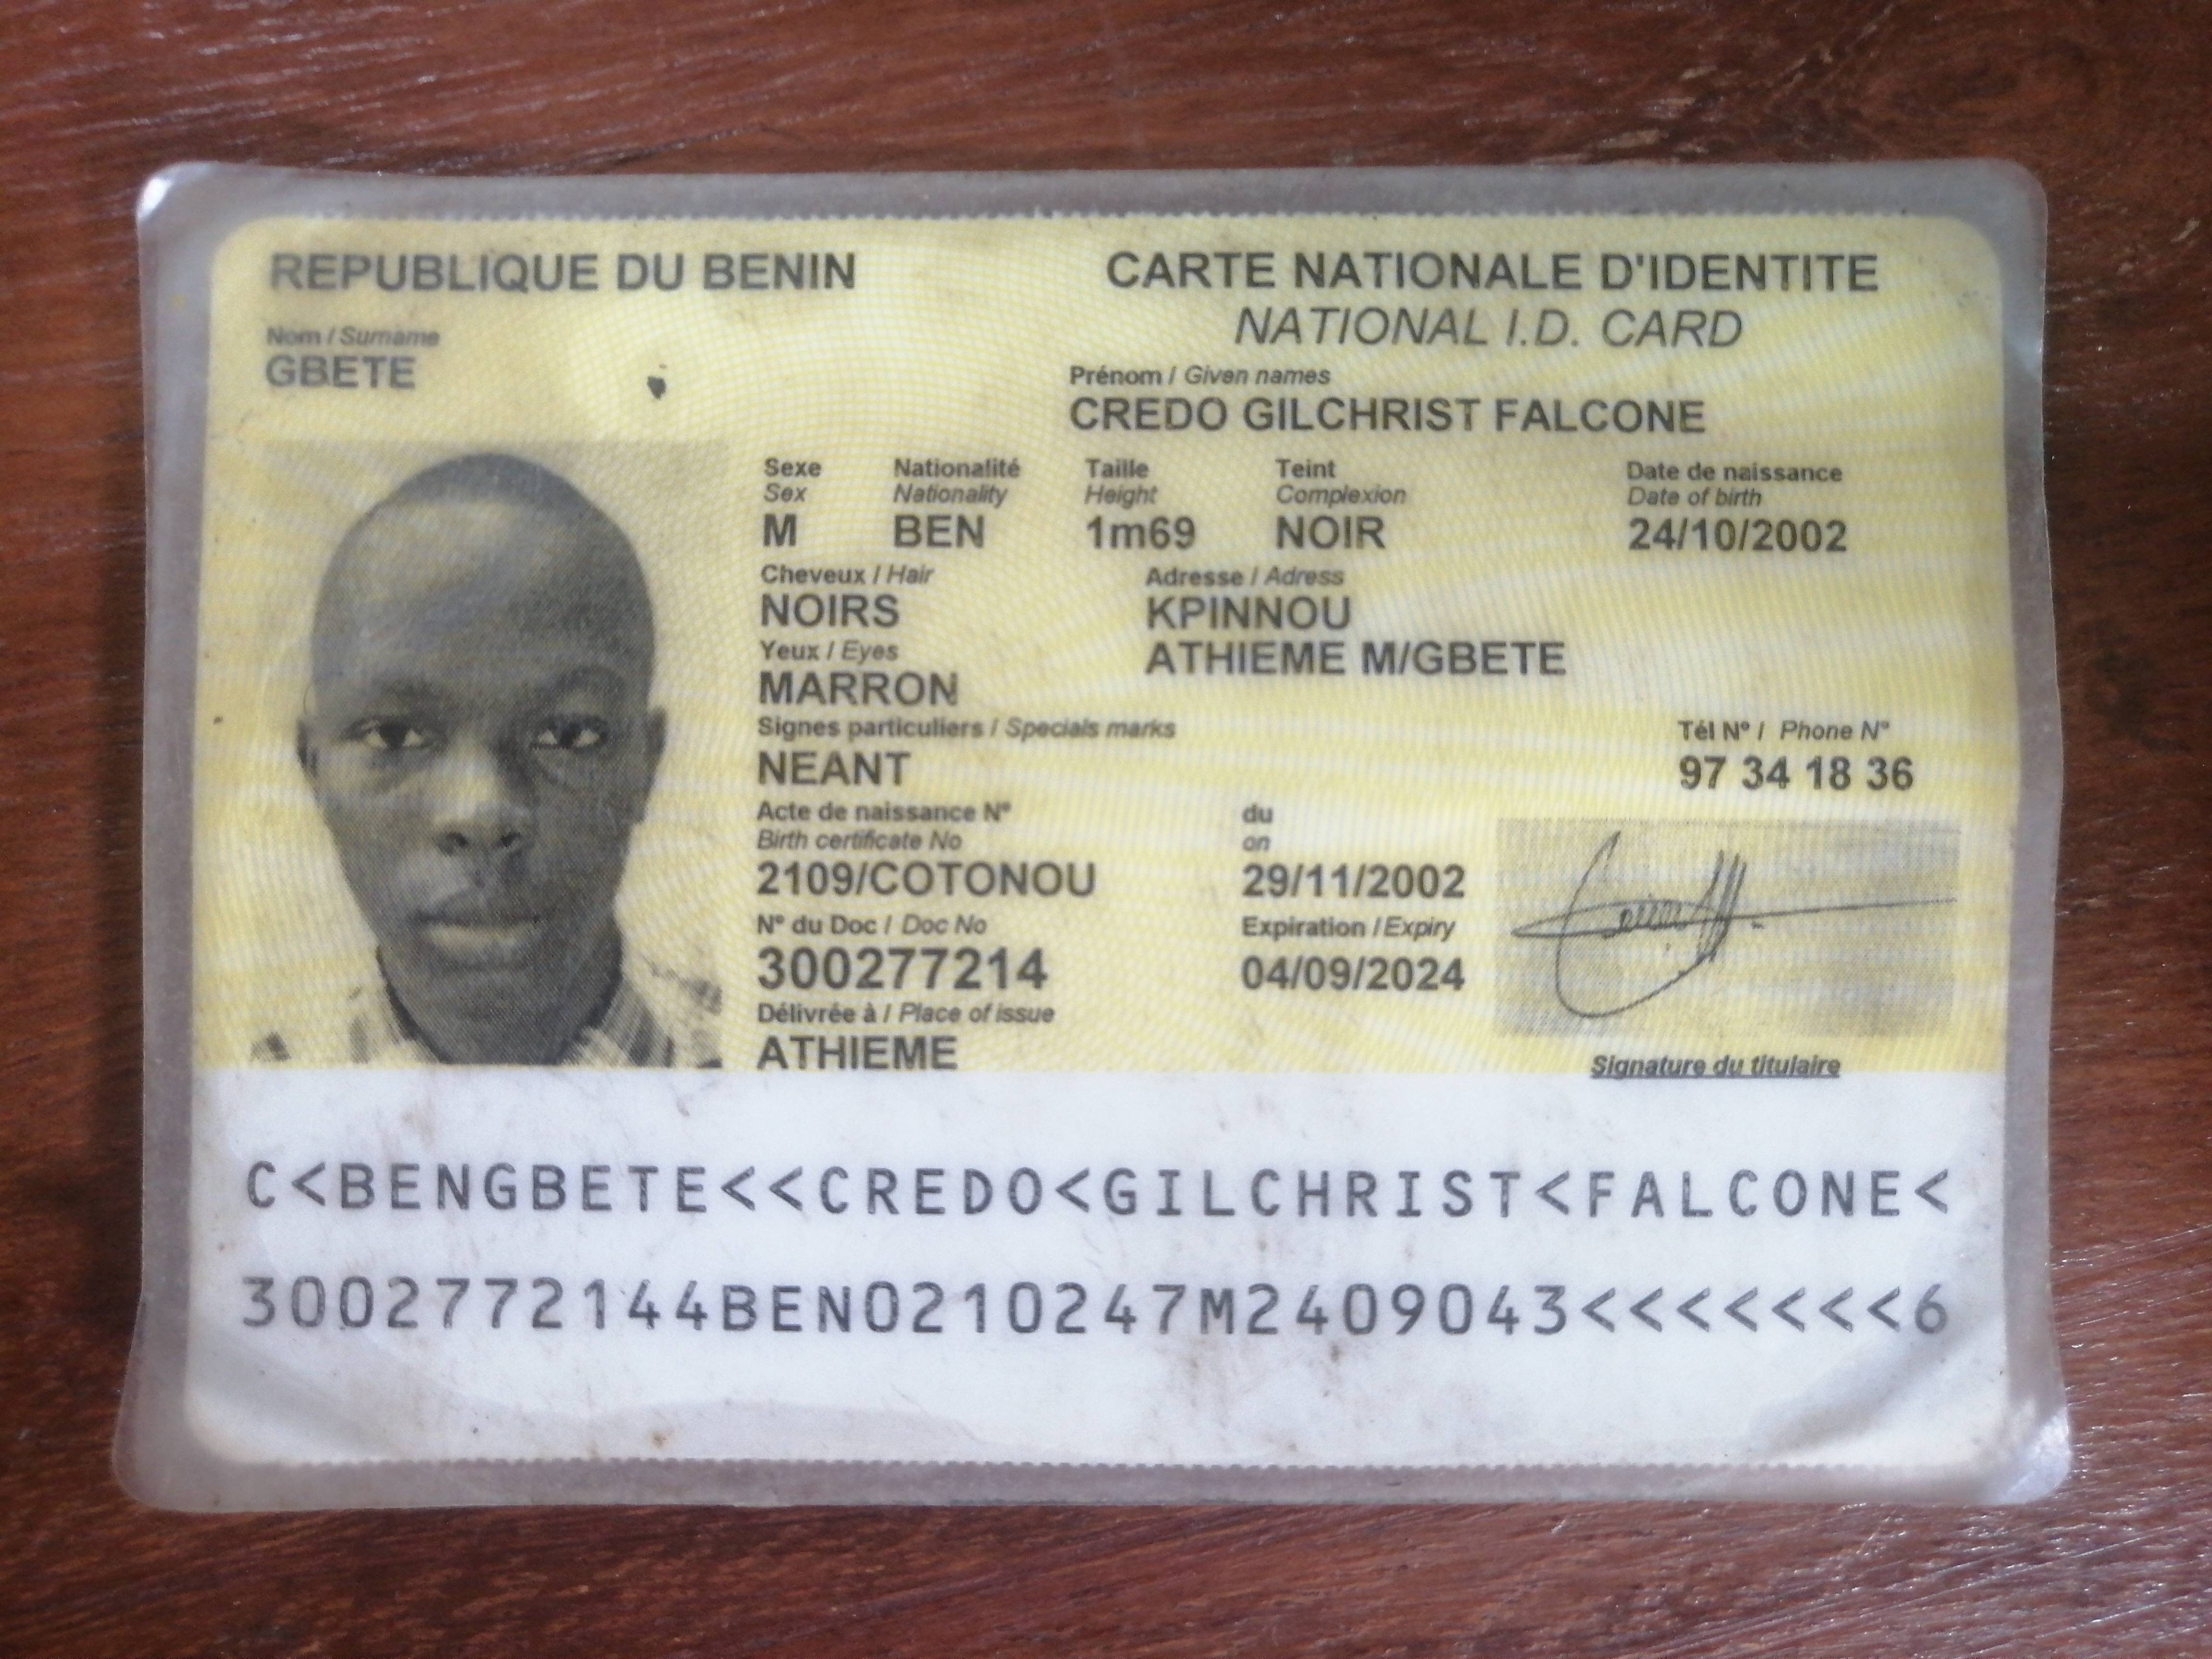 REPUBLIQUE DU BENIN
CARTE NATIONALE D'IDENTITE
NATIONAL I.D. CARD
Nom / Surname
GBETE
Prénom / Given names
CREDO GILCHRIST FALCONE
Sexe Nationalité Taille Teint Date de naissance
Sex Nationality Height Complexion Date of birth
M BEN 1m69 NOIR 24/10/2002
Cheveux / Hair Adresse / Adress
NOIRS KPINNOU
Yeux / Eyes ATHIEME M/GBETE
MARRON
Signes particuliers / Specials marks Tél N° / Phone N°
NEANT 97 34 18 36
Acte de naissance N° du
Birth certificate No on
2109/COTONOU 29/11/2002
N° du Doc / Doc No Expiration / Expiry
300277214 04/09/2024
Délivrée à / Place of issue
ATHIEME
Signature du titulaire
C<BENGBETE<<CREDO<GILCHRIST<FALCONE<
3002772144BEN0210247M2409043<<<<<<<6